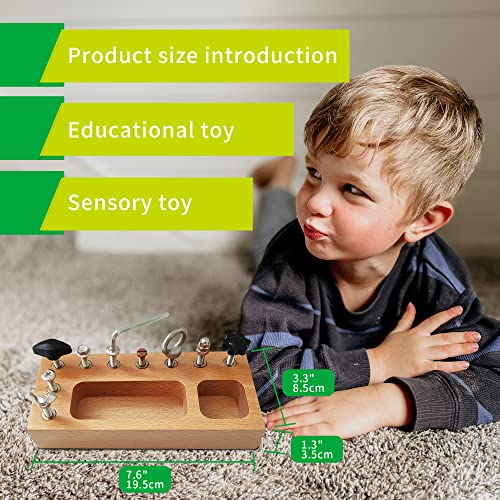 Product size introduction
Educational toy
Sensory toy
3.3"
8.5cm
1.3"
3.5cm
7.6"
19.5cm